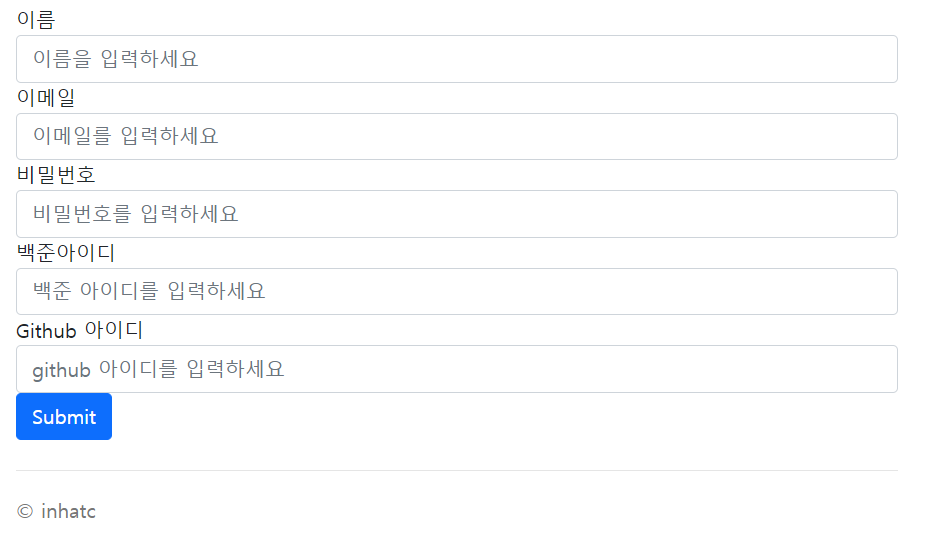 이름
이름을 입력하세요
이메일
이메일를 입력하세요
비밀번호
비밀번호를 입력하세요
백준아이디
백준 아이디를 입력하세요
Github 아이디
github 아이디를 입력하세요
Submit
© inhatc